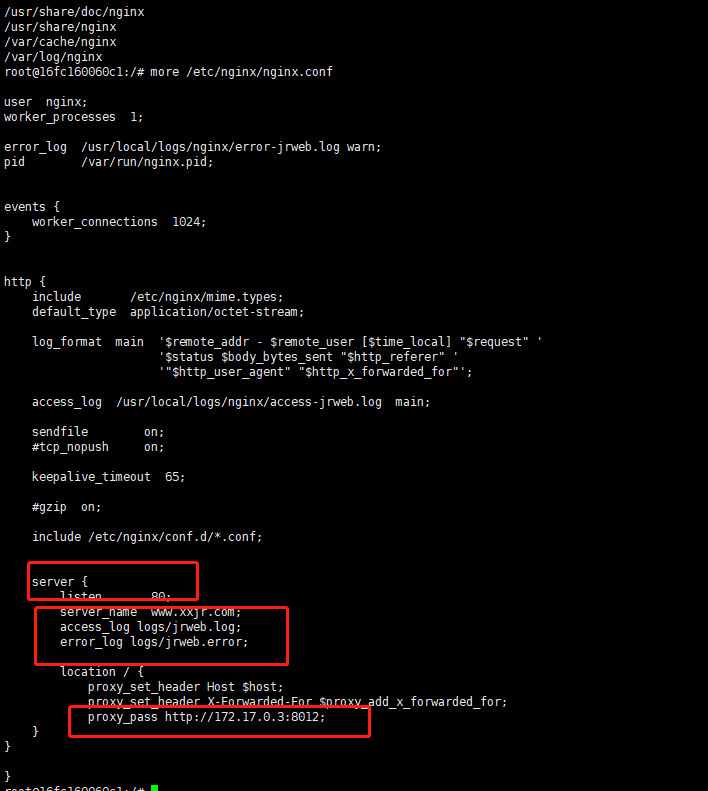 /usr/share/doc/nginx
/usr/share/nginx
/var/cache/nginx
/var/log/nginx
root@16fc160060c1:/# more /etc/nginx/nginx.conf
user  nginx;
worker_processes  1;
error_log  /usr/local/logs/nginx/error-jrweb.log warn;
pid        /var/run/nginx.pid;
events {
    worker_connections  1024;
}
http {
    include       /etc/nginx/mime.types;
    default_type  application/octet-stream;
    log_format  main  '$remote_addr - $remote_user [$time_local] "$request" '
                      '$status $body_bytes_sent "$http_referer" '
                      '"$http_user_agent" "$http_x_forwarded_for"';
    access_log  /usr/local/logs/nginx/access-jrweb.log  main;
    sendfile        on;
    #tcp_nopush     on;
    keepalive_timeout  65;
    #gzip  on;
    include /etc/nginx/conf.d/*.conf;
    server {
        listen       80;
        server_name  www.xxjr.com;
        access_log logs/jrweb.log;
        error_log logs/jrweb.error;
        location / {
            proxy_set_header Host $host;
            proxy_set_header X-Forwarded-For $proxy_add_x_forwarded_for;
            proxy_pass http://172.17.0.3:8012;
    }
}
}
root@16fc160060c1:/#